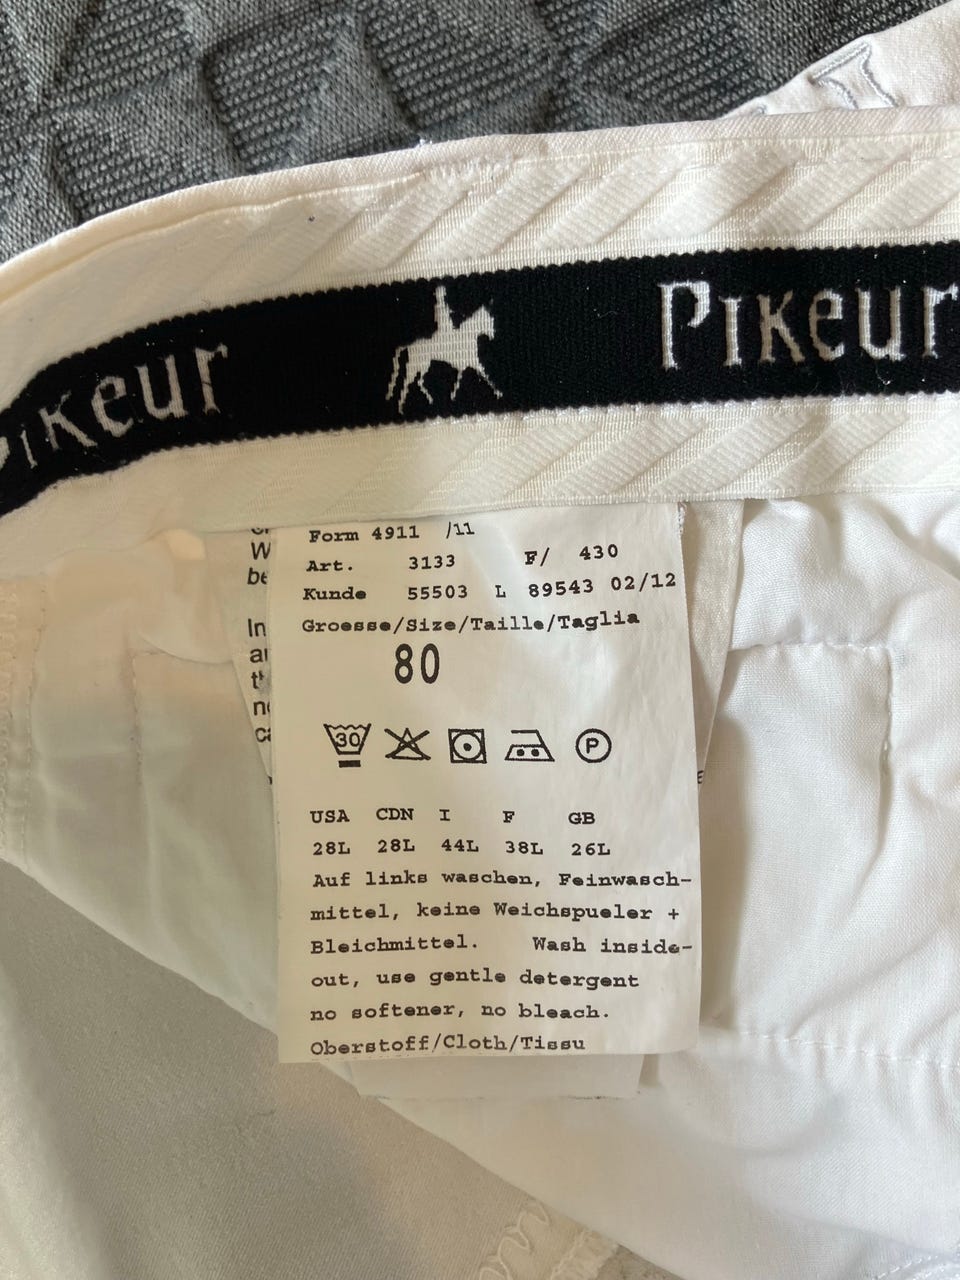 Pikeur
Pikeur
Form 4911 /11
Art. 3133 F/ 430
Kunde 55503 L 89543 02/12
Groesse/Size/Taille/Taglia
80
30
P
USA CDN I F GB
28L 28L 44L 38L 26L
Auf links waschen, Feinwasch-
mittel, keine Weichspueler +
Bleichmittel. Wash inside-
out, use gentle detergent
no softener, no bleach.
Oberstoff/Cloth/Tissu